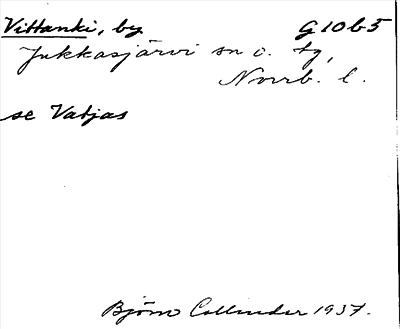 Vittanki, by G10b5
Jukkasjärvi sn o. tg,
Norrb. l.
se Vatjas
Björn Collinder 1937.